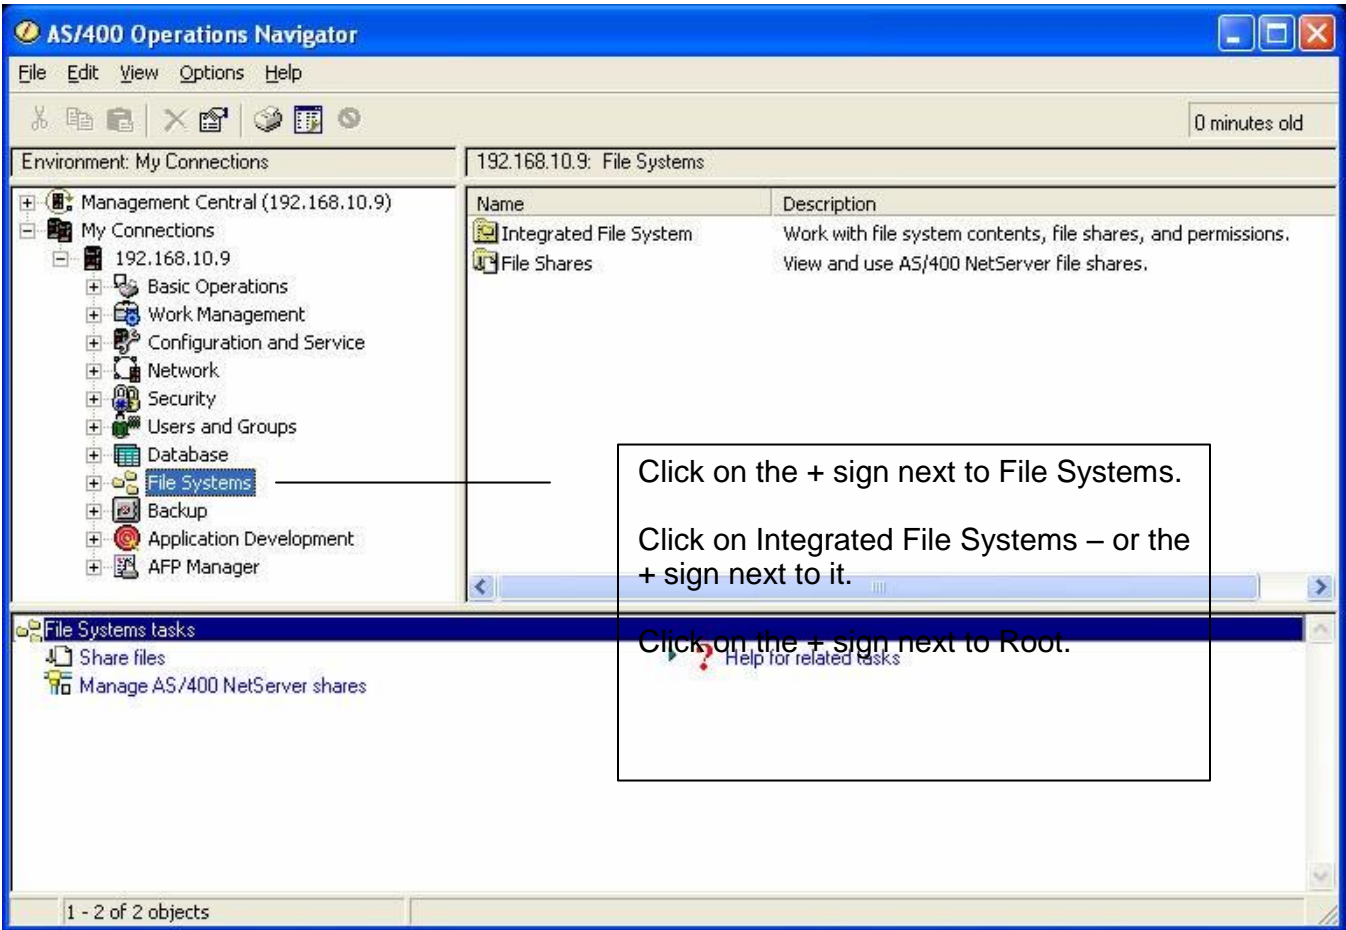 AS/400 Operations Navigator
File Edit View Options Help
0 minutes old
Environment: My Connections
192.168.10.9: File Systems
Management Central (192.168.10.9)
My Connections
192.168.10.9
Basic Operations
Work Management
Configuration and Service
Network
Security
Users and Groups
Database
File Systems
Backup
Application Development
AFP Manager
Name Description
Integrated File System Work with file system contents, file shares, and permissions.
File Shares View and use AS/400 NetServer file shares.
Click on the + sign next to File Systems.
Click on Integrated File Systems – or the
+ sign next to it.
Click on the + sign next to Root.
File Systems tasks
Share files
Manage AS/400 NetServer shares
Help for related tasks
1 - 2 of 2 objects